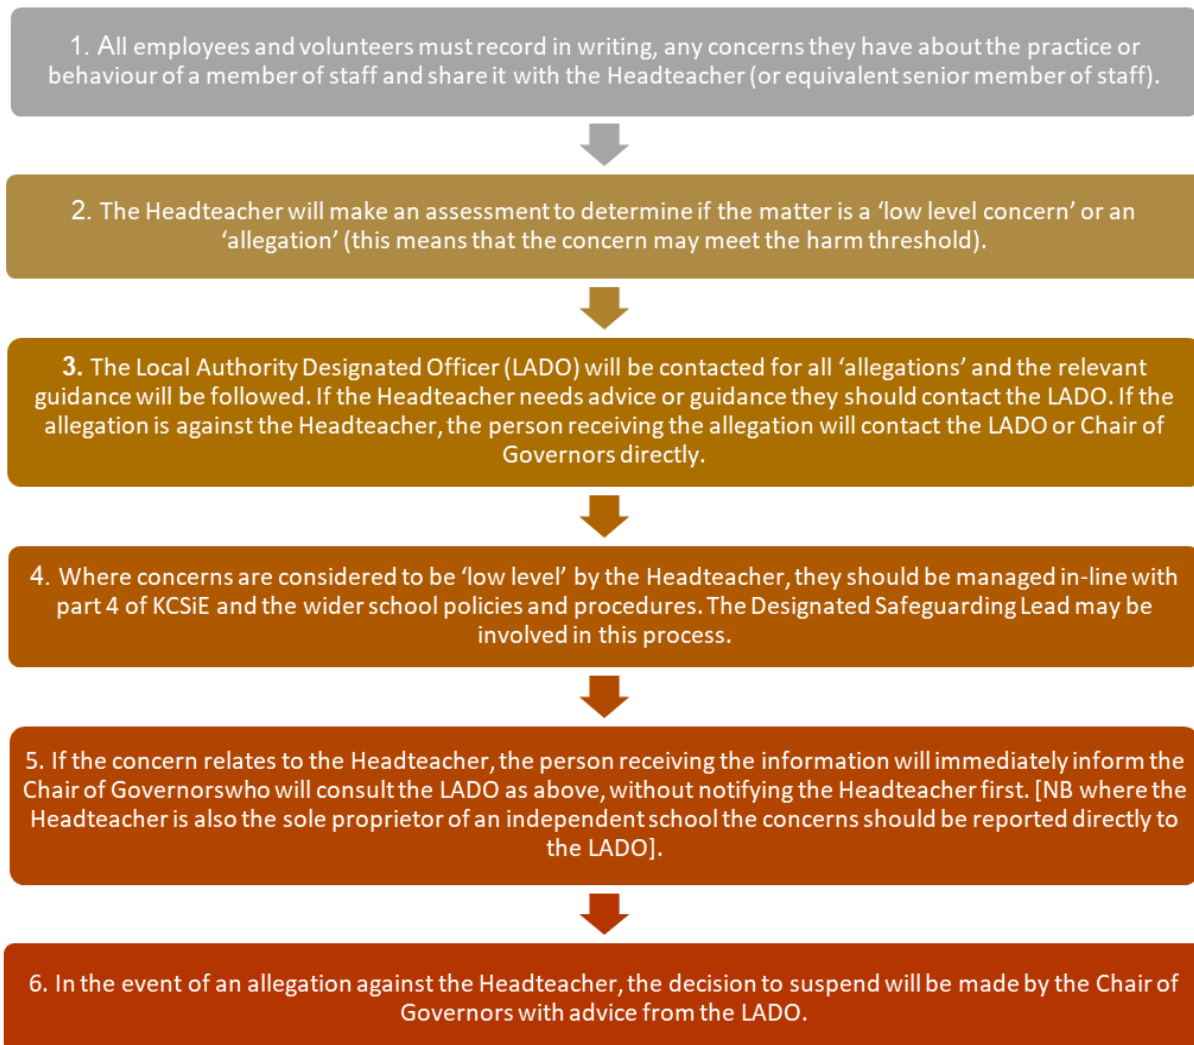 1. All employees and volunteers must record in writing, any concerns they have about the practice or
behaviour of a member of staff and share it with the Headteacher (or equivalent senior member of staff).
2. The Headteacher will make an assessment to determine if the matter is a ‘low level concern’ or an
‘allegation’ (this means that the concern may meet the harm threshold).
3. The Local Authority Designated Officer (LADO) will be contacted for all ‘allegations’ and the relevant
guidance will be followed. If the Headteacher needs advice or guidance they should contact the LADO. If the
allegation is against the Headteacher, the person receiving the allegation will contact the LADO or Chair of
Governors directly.
4. Where concerns are considered to be ‘low level’ by the Headteacher, they should be managed in-line with
part 4 of KCSiE and the wider school policies and procedures. The Designated Safeguarding Lead may be
involved in this process.
5. If the concern relates to the Headteacher, the person receiving the information will immediately inform the
Chair of Governorswho will consult the LADO as above, without notifying the Headteacher first. [NB where the
Headteacher is also the sole proprietor of an independent school the concerns should be reported directly to
the LADO].
6. In the event of an allegation against the Headteacher, the decision to suspend will be made by the Chair of
Governors with advice from the LADO.